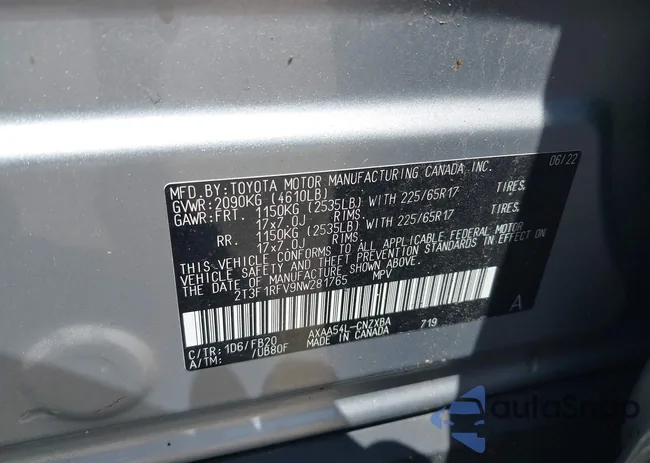 MFD.BY: TOYOTA MOTOR MANUFACTURING CANADA INC. 06/22
GVWR: 2090KG (4610LB)
GAWR: FRT. 1150KG (2535LB) WITH 225/65R17 TIRES,
17x7.0J RIMS.
RR. 1150KG (2535LB) WITH 225/65R17 TIRES,
17x7.0J RIMS.
THIS VEHICLE CONFORMS TO ALL APPLICABLE FEDERAL MOTOR
VEHICLE SAFETY AND THEFT PREVENTION STANDARDS IN EFFECT
ON THE DATE OF MANUFACTURE SHOWN ABOVE.
2T3F1RFV9NW281765 MPV
A
C/TR: 1D6/FB20 AXAA54L-CNZXBA 719
A/TM: /UB80F MADE IN CANADA
aulaSnap